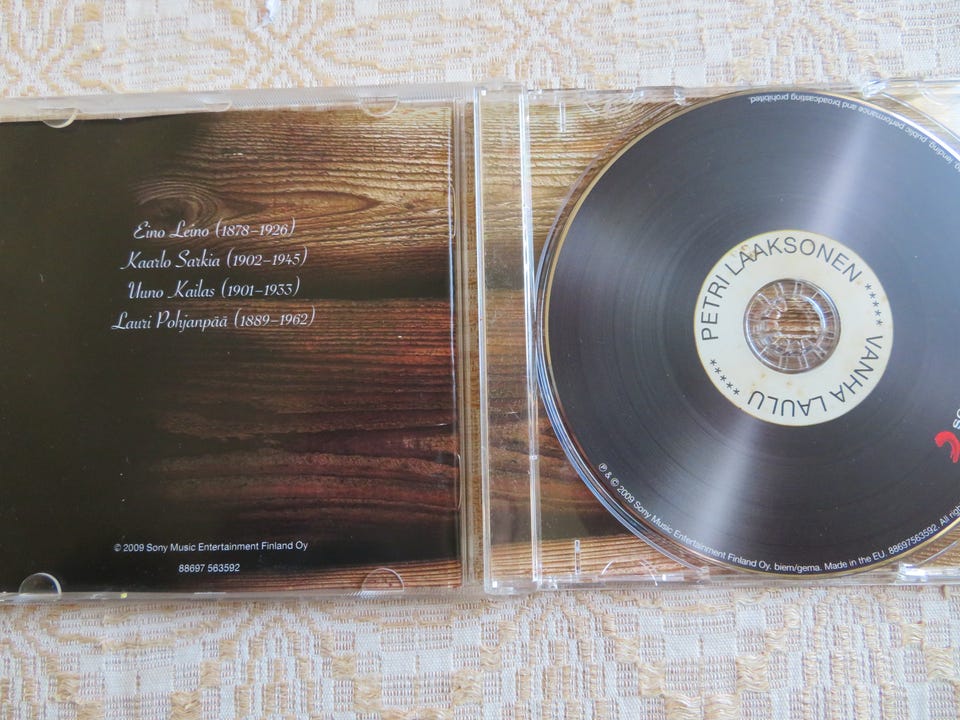 Eino Leino (1878–1926)
Kaarlo Sarkia (1902–1945)
Uuno Kailas (1901–1933)
Lauri Pohjanpää (1889–1962)
© 2009 Sony Music Entertainment Finland Oy
88697 563592
PETRI LAAKSONEN ***** VANHA LAULU *****
lending, public performance and broadcasting prohibited.
℗ & © 2009 Sony Music Entertainment Finland Oy. biem/gema. Made in the EU. 88697563592. All